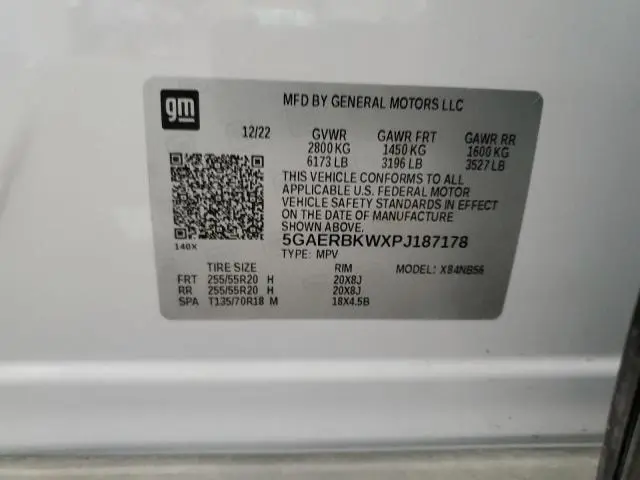 gm
MFD BY GENERAL MOTORS LLC
12/22 GVWR GAWR FRT GAWR RR
2800 KG 1450 KG 1600 KG
6173 LB 3196 LB 3527 LB
THIS VEHICLE CONFORMS TO ALL
APPLICABLE U.S. FEDERAL MOTOR
VEHICLE SAFETY STANDARDS IN EFFECT
ON THE DATE OF MANUFACTURE
SHOWN ABOVE.
140X
5GAERBKWXPJ187178
TYPE: MPV
TIRE SIZE RIM MODEL: X84NB56
FRT 255/55R20 H 20X8J
RR 255/55R20 H 20X8J
SPA T135/70R18 M 18X4.5B